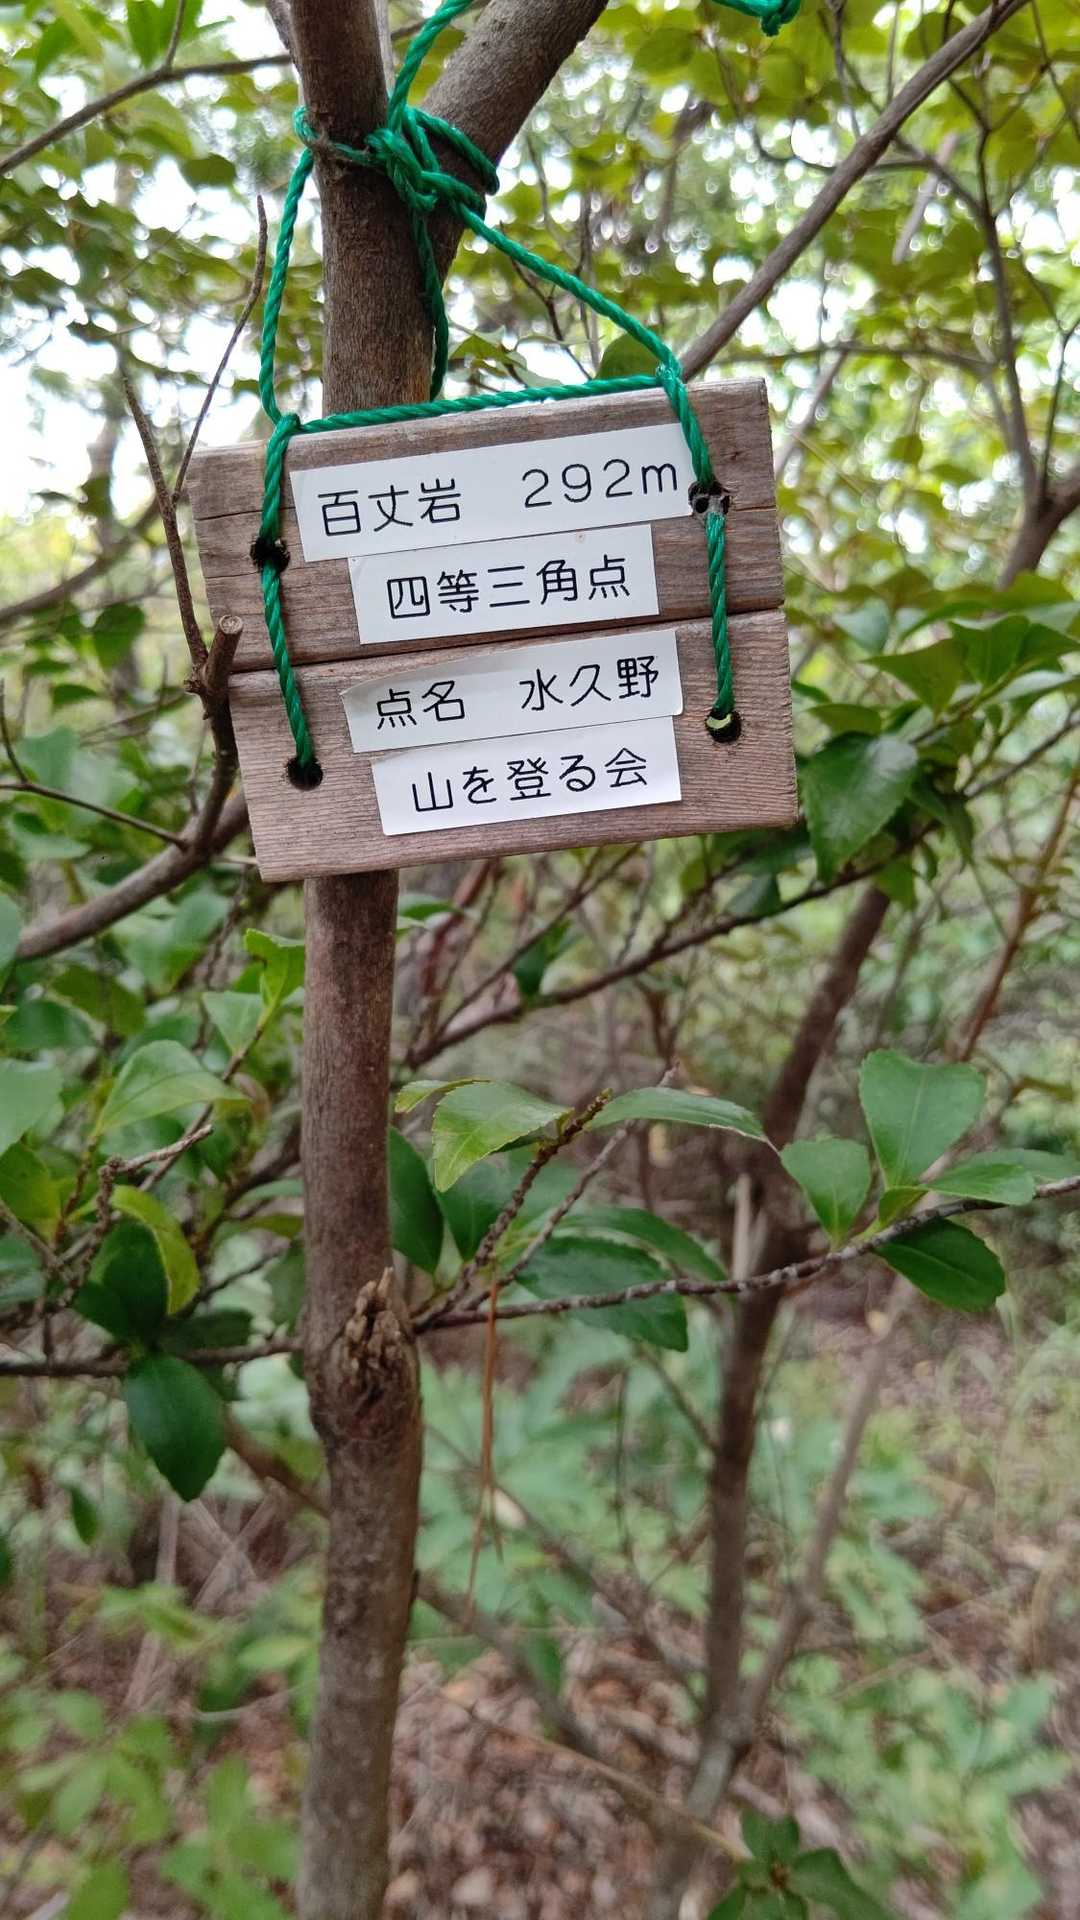 百丈岩　292m
四等三角点
点名　水久野
山を登る会